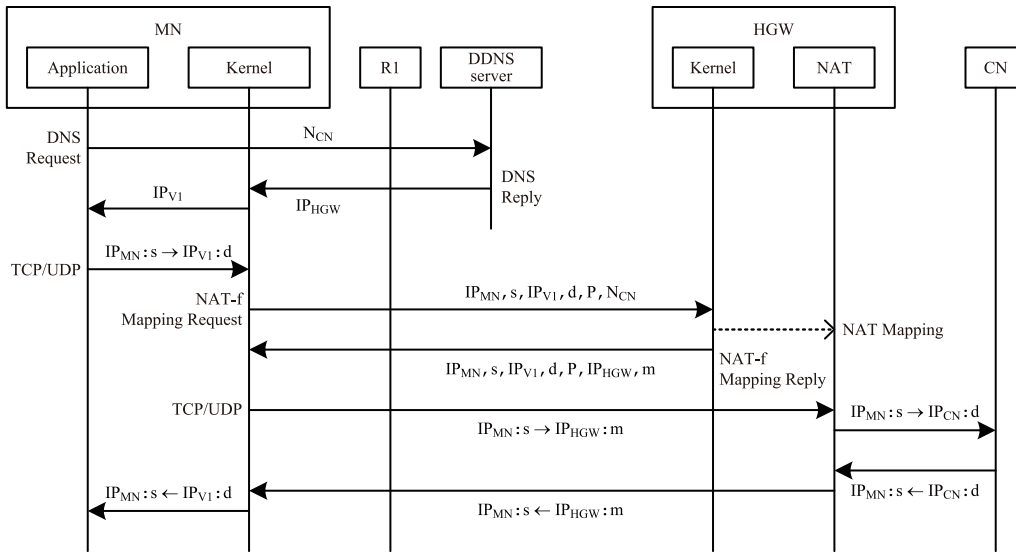 MN
HGW
Application
Kernel
R1
DDNS
server
Kernel
NAT
CN
DNS
Request
N_CN
DNS
Reply
IP_V1
IP_HGW
TCP/UDP
IP_MN : s → IP_V1 : d
NAT-f
Mapping Request
IP_MN, s, IP_V1, d, P, N_CN
NAT Mapping
IP_MN, s, IP_V1, d, P, IP_HGW, m
NAT-f
Mapping Reply
TCP/UDP
IP_MN : s → IP_HGW : m
IP_MN : s → IP_CN : d
IP_MN : s ← IP_V1 : d
IP_MN : s ← IP_HGW : m
IP_MN : s ← IP_CN : d